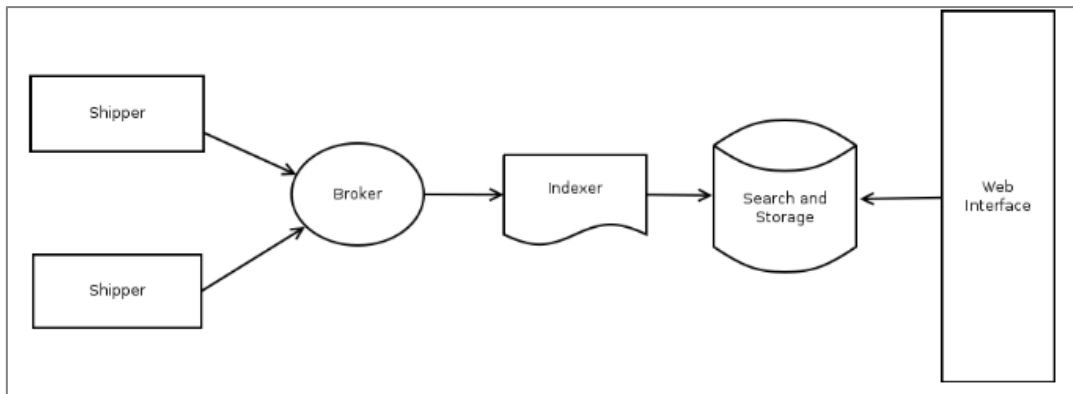 Shipper
Shipper
Broker
Indexer
Search and
Storage
Web
Interface